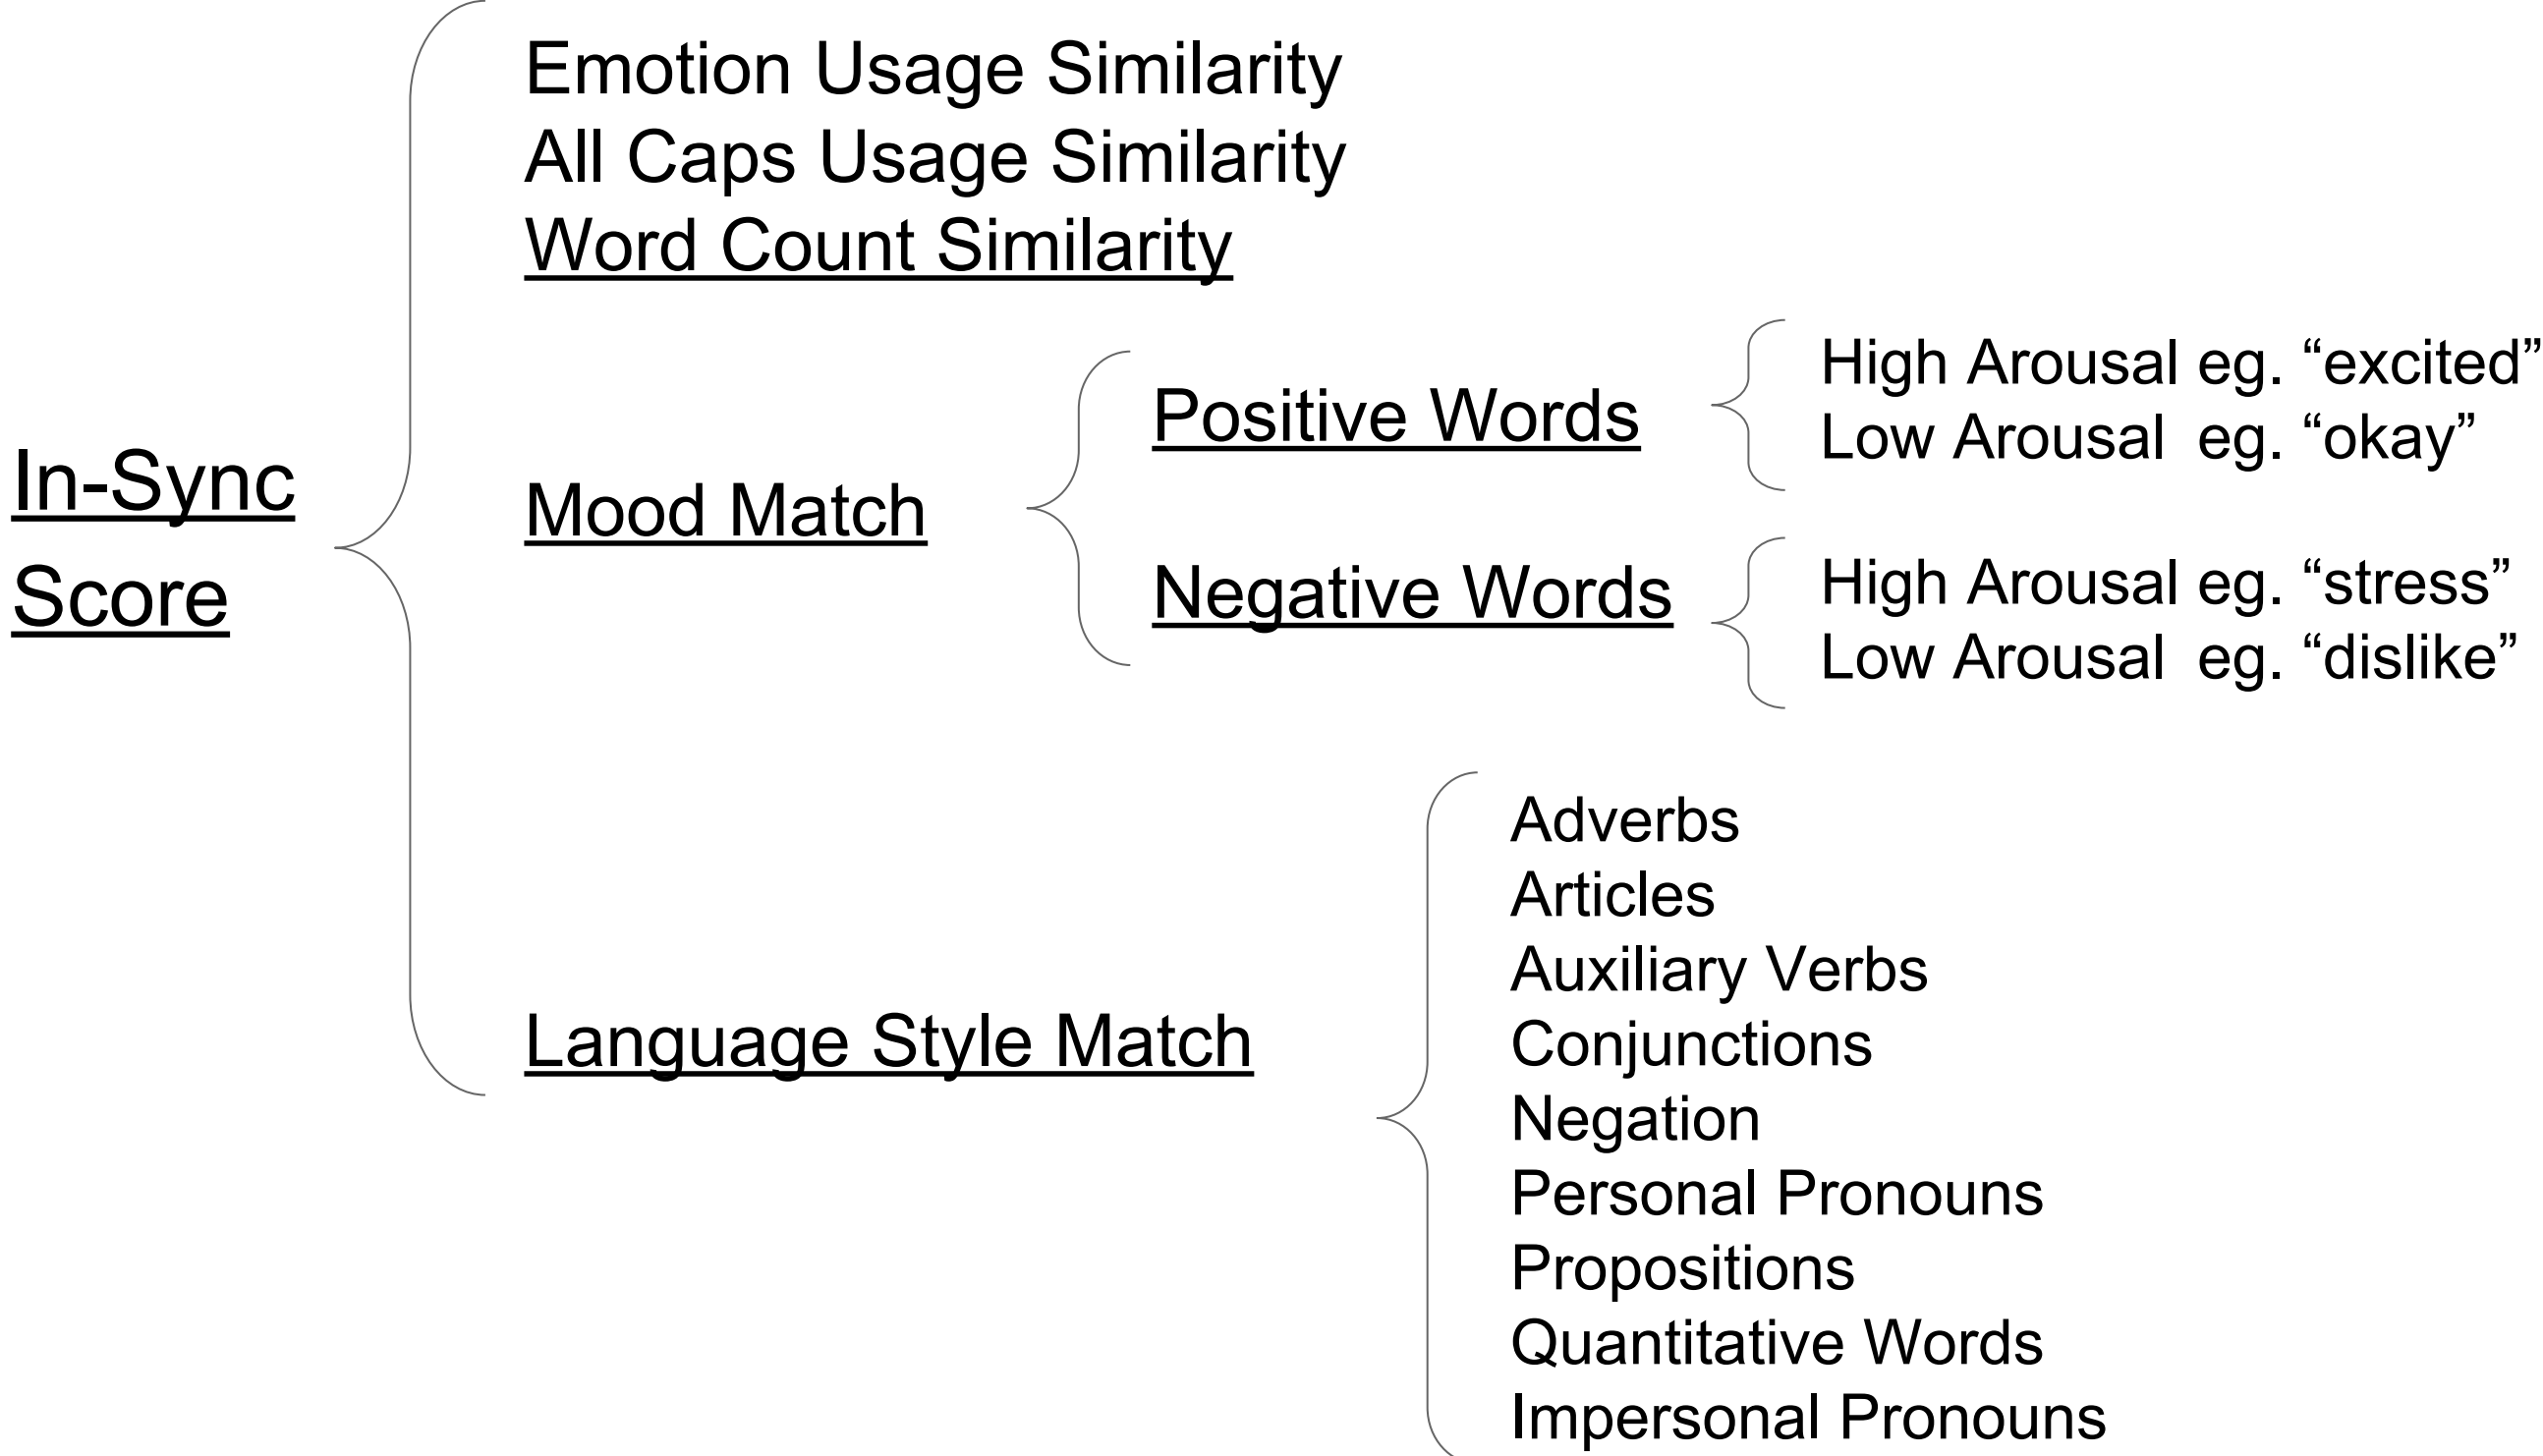 In-Sync
Score
Emotion Usage Similarity
All Caps Usage Similarity
Word Count Similarity
Mood Match
Positive Words
High Arousal eg. “excited”
Low Arousal  eg. “okay”
Negative Words
High Arousal eg. “stress”
Low Arousal  eg. “dislike”
Language Style Match
Adverbs
Articles
Auxiliary Verbs
Conjunctions
Negation
Personal Pronouns
Propositions
Quantitative Words
Impersonal Pronouns